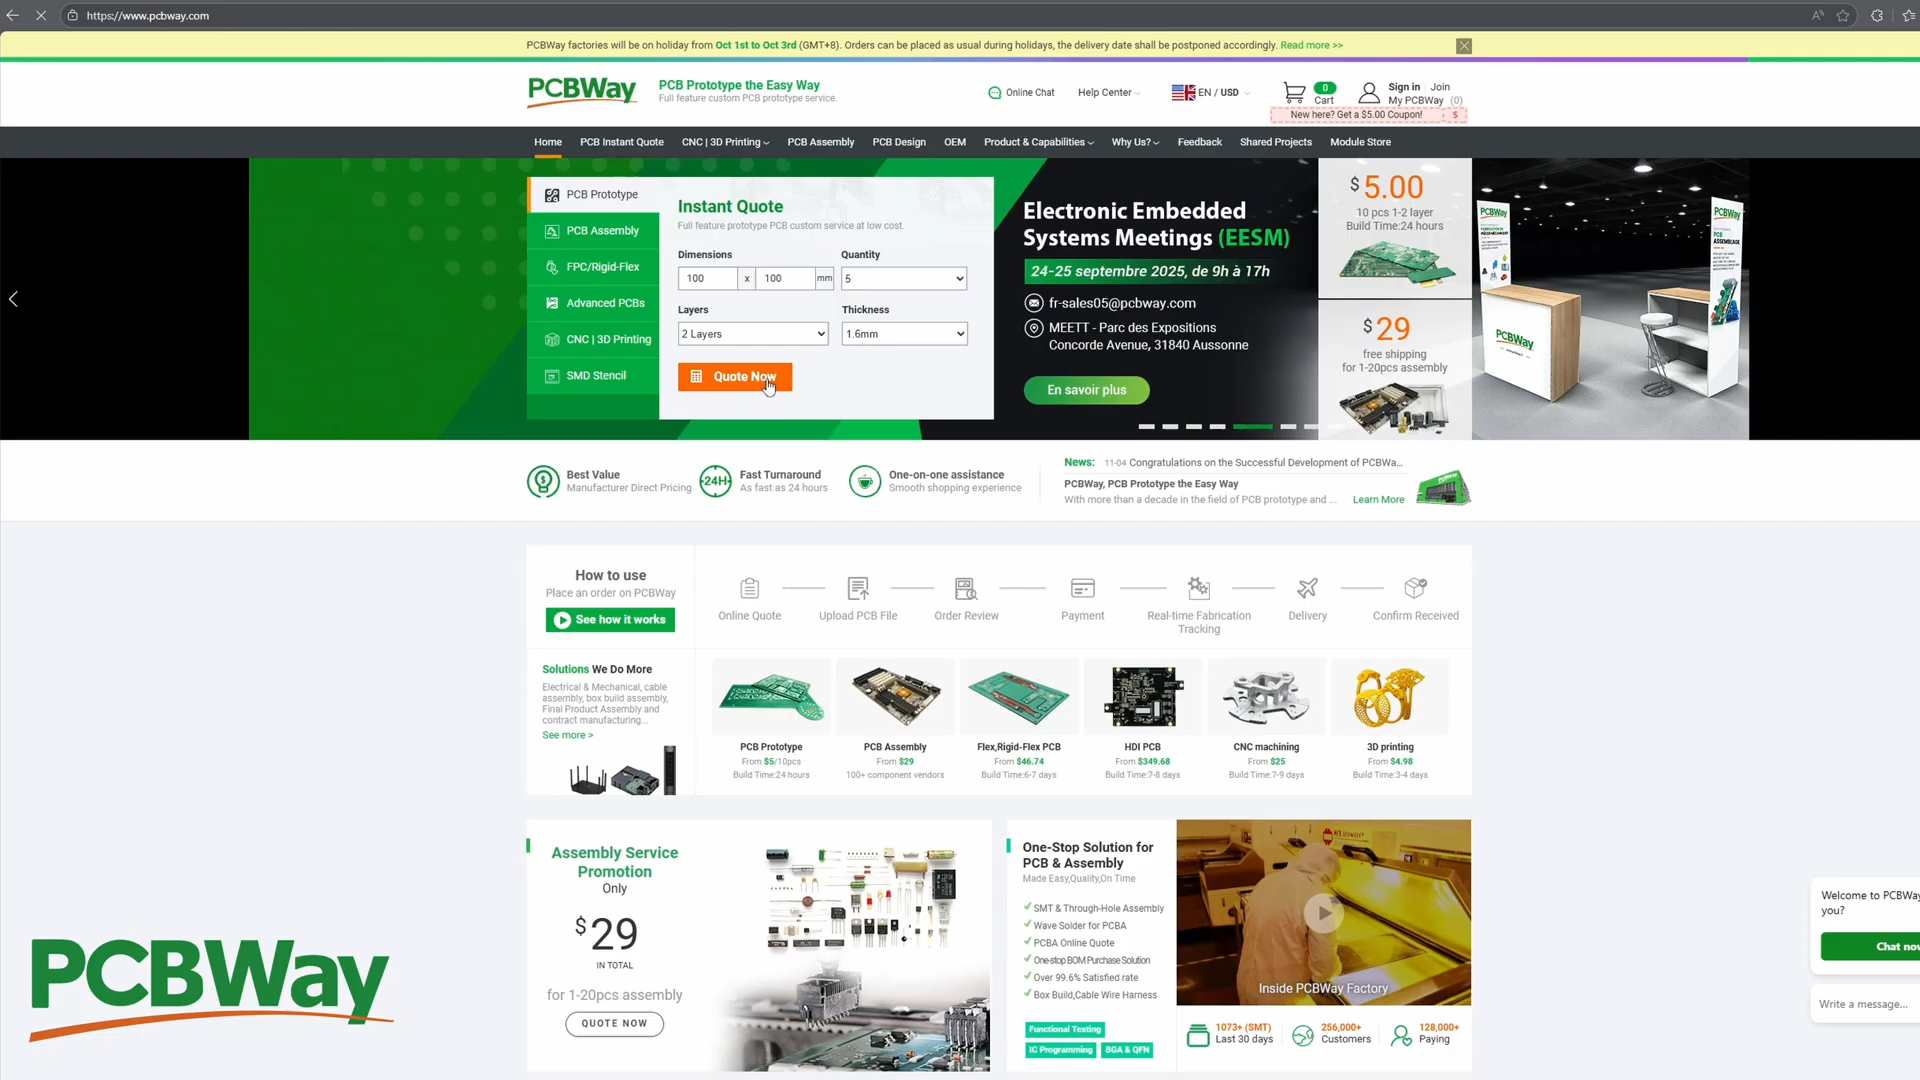 https://www.pcbway.com
PCBWay factories will be on holiday from Oct 1st to Oct 3rd (GMT+8). Orders can be placed as usual during holidays, the delivery date shall be postponed accordingly. Read more >>
PCBWay
PCB Prototype the Easy Way
Full feature custom PCB prototype service.
Online Chat
Help Center
EN / USD
0
Cart
Sign in Join
My PCBWay (0)
New here? Get a $5.00 Coupon! $
Home PCB Instant Quote CNC | 3D Printing PCB Assembly PCB Design OEM Product & Capabilities Why Us? Feedback Shared Projects Module Store
PCB Prototype
PCB Assembly
FPC/Rigid-Flex
Advanced PCBs
CNC | 3D Printing
SMD Stencil
Instant Quote
Full feature prototype PCB custom service at low cost.
Dimensions
100 x 100 mm
Quantity
5
Layers
2 Layers
Thickness
1.6mm
Quote Now
Electronic Embedded
Systems Meetings (EESM)
24-25 septembre 2025, de 9h à 17h
fr-sales05@pcbway.com
MEETT - Parc des Expositions
Concorde Avenue, 31840 Aussonne
En savoir plus
$5.00
10 pcs 1-2 layer
Build Time:24 hours
$29
free shipping
for 1-20pcs assembly
PCBWay
PCBWay
PCBWay
Best Value
Manufacturer Direct Pricing
24H
Fast Turnaround
As fast as 24 hours
One-on-one assistance
Smooth shopping experience
News: 11-04 Congratulations on the Successful Development of PCBWa...
PCBWay, PCB Prototype the Easy Way
With more than a decade in the field of PCB prototype and ... Learn More
How to use
Place an order on PCBWay
See how it works
Online Quote
Upload PCB File
Order Review
Payment
Real-time Fabrication
Tracking
Delivery
Confirm Received
Solutions We Do More
Electrical & Mechanical, cable
assembly, box build assembly,
Final Product Assembly and
contract manufacturing...
See more >
PCB Prototype
From $5/10pcs
Build Time:24 hours
PCB Assembly
From $29
100+ component vendors
Flex,Rigid-Flex PCB
From $46.74
Build Time:6-7 days
HDI PCB
From $349.68
Build Time:7-8 days
CNC machining
From $25
Build Time:7-9 days
3D printing
From $4.98
Build Time:3-4 days
Assembly Service
Promotion
Only
$29
IN TOTAL
for 1-20pcs assembly
QUOTE NOW
One-Stop Solution for
PCB & Assembly
Made Easy,Quality,On Time
SMT & Through-Hole Assembly
Wave Solder for PCBA
PCBA Online Quote
One-stop BOM Purchase Solution
Over 99.6% Satisfied rate
Box Build,Cable Wire Harness
Functional Testing
IC Programming
BGA & QFN
Inside PCBWay Factory
1073+ (SMT)
Last 30 days
256,000+
Customers
128,000+
Paying
Welcome to PCBWay
you?
Chat now
Write a message...
PCBWay